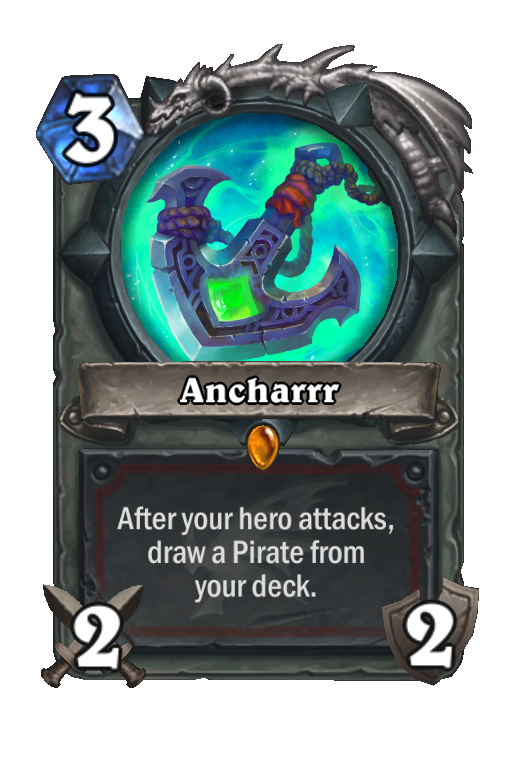 3
Ancharrr
After your hero attacks,
draw a Pirate from
your deck.
2
2